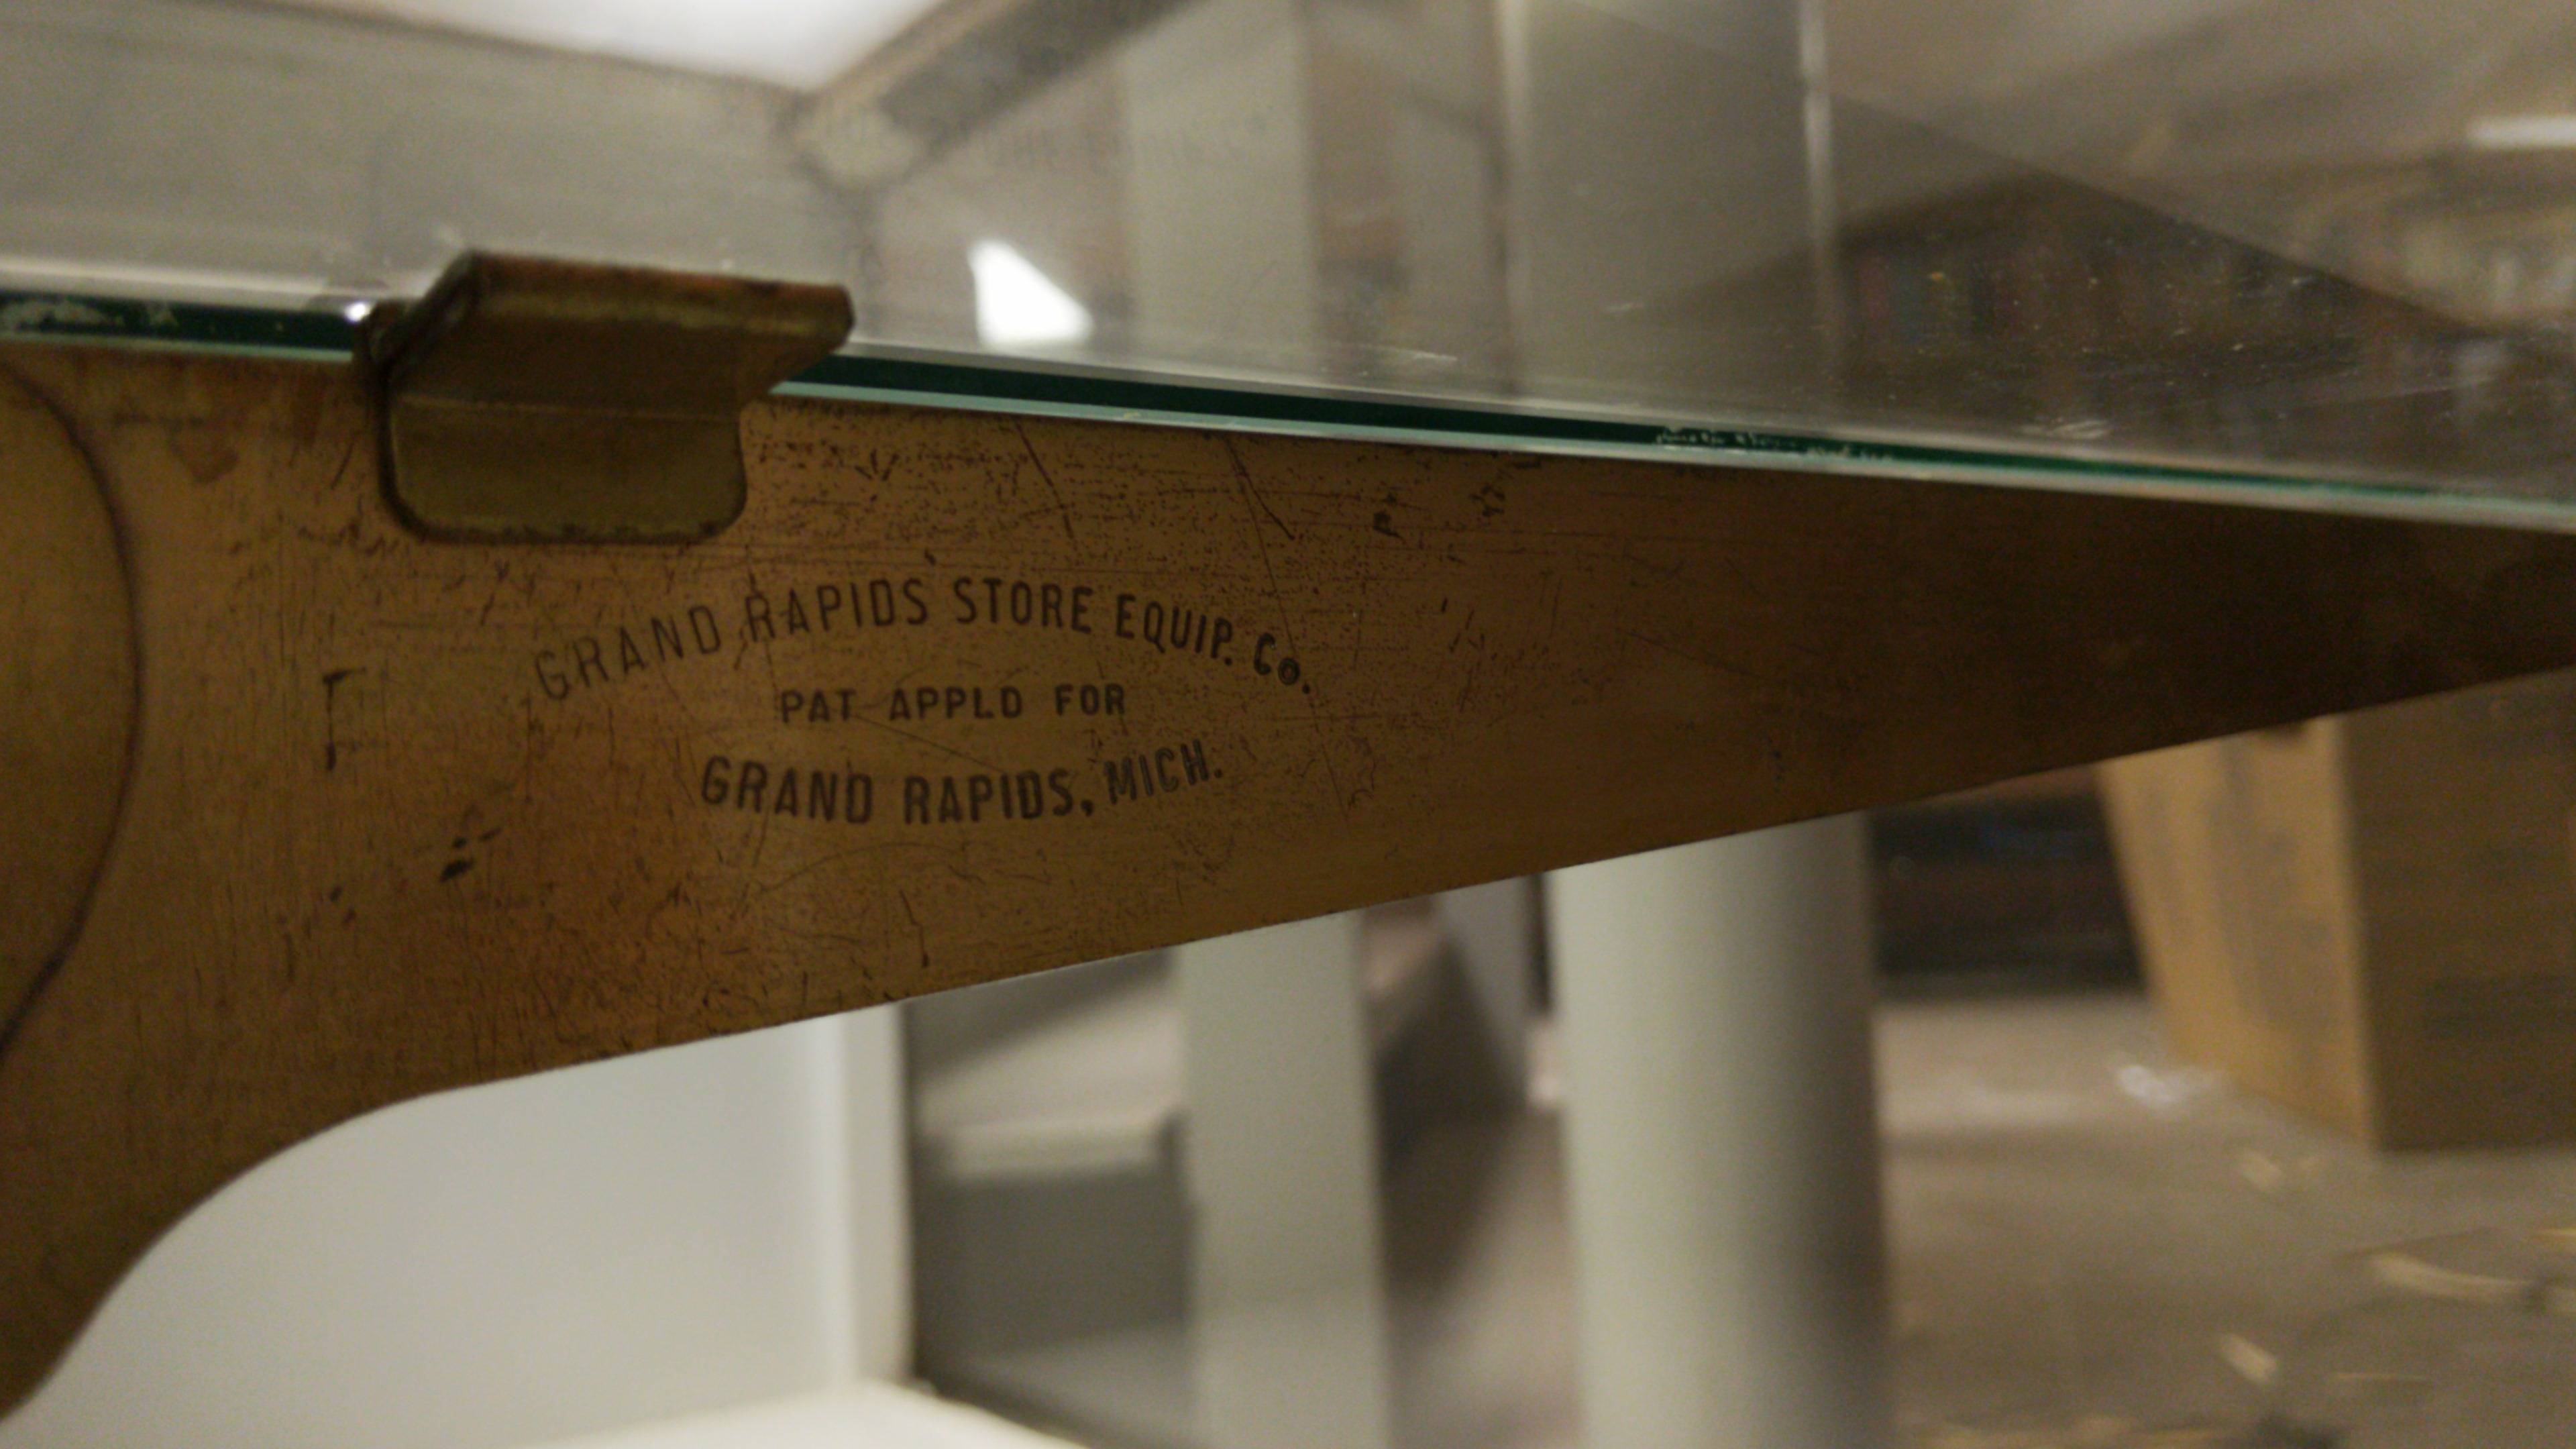 GRAND RAPIDS STORE EQUIP. Co.
PAT APPLD FOR
GRAND RAPIDS, MICH.